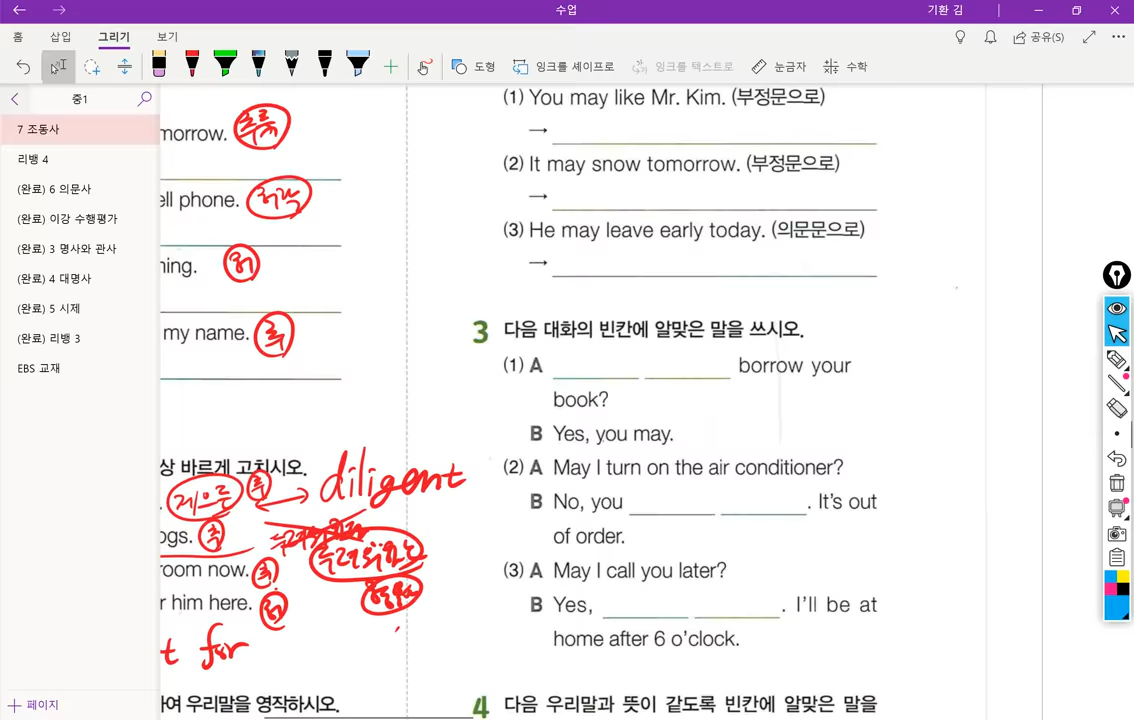 수업
기환 김
홈 삽입 그리기 보기
공유(S)
도형 잉크를 셰이프로 잉크를 텍스트로 눈금자 수학
중1
7 조동사
리뱅 4
(완료) 6 의문사
(완료) 이강 수행평가
(완료) 3 명사와 관사
(완료) 4 대명사
(완료) 5 시제
(완료) 리뱅 3
EBS 교재
페이지
morrow.
ell phone. 허락
ning. 허
my name. 추
상 바르게 고치시오.
게으른 추 diligent
ogs. 추
room now. 추
r him here. 허
t for
하여 우리말을 영작하시오.
(1) You may like Mr. Kim. (부정문으로)
→
(2) It may snow tomorrow. (부정문으로)
→
(3) He may leave early today. (의문문으로)
→
3 다음 대화의 빈칸에 알맞은 말을 쓰시오.
(1) A borrow your
book?
B Yes, you may.
(2) A May I turn on the air conditioner?
B No, you . It's out
of order.
(3) A May I call you later?
B Yes, . I'll be at
home after 6 o'clock.
4 다음 우리말과 뜻이 같도록 빈칸에 알맞은 말을